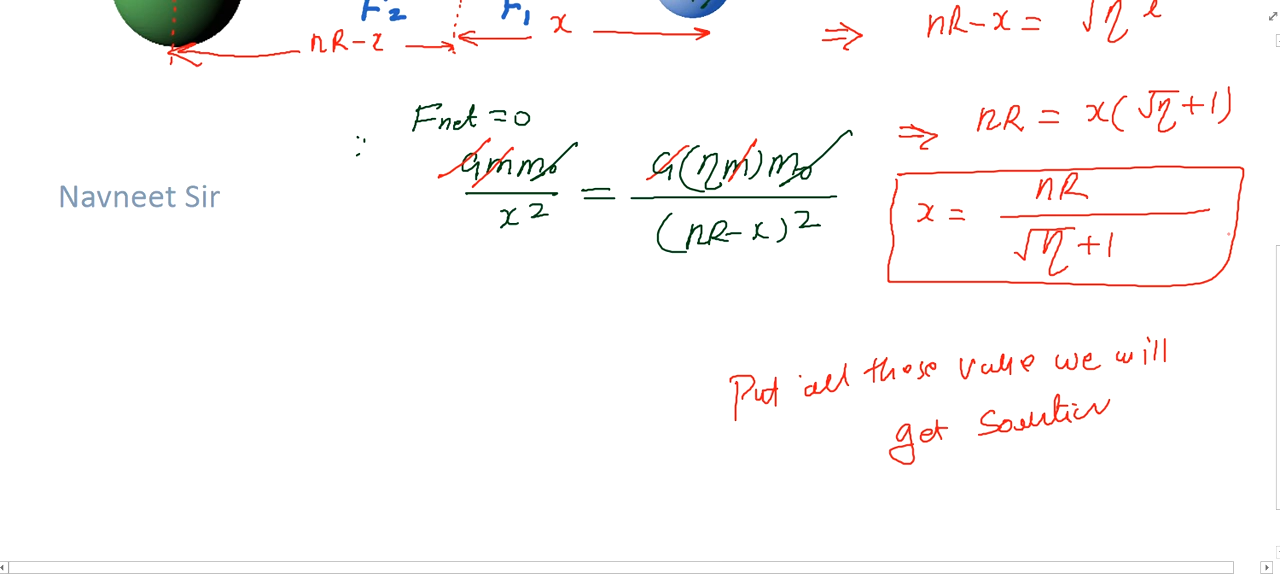 F₂ F₁
nR-x x
⇒ nR-x = √η x
Fnet = 0
⇒ nR = x(√η+1)
∴ Gmm₀/x² = G(ηm)m₀/(nR-x)²
x = nR/(√η+1)
Navneet Sir
Put all these value we will
get Solution